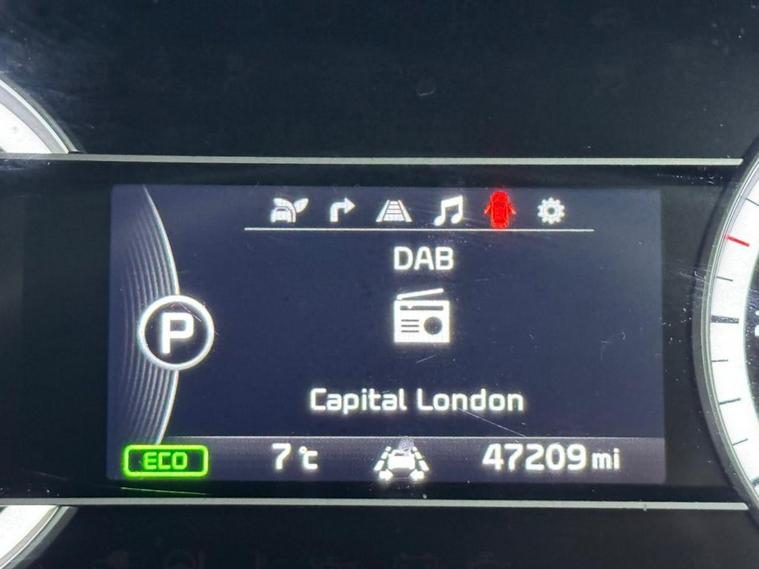 DAB
P
Capital London
ECO 7°C 47209 mi